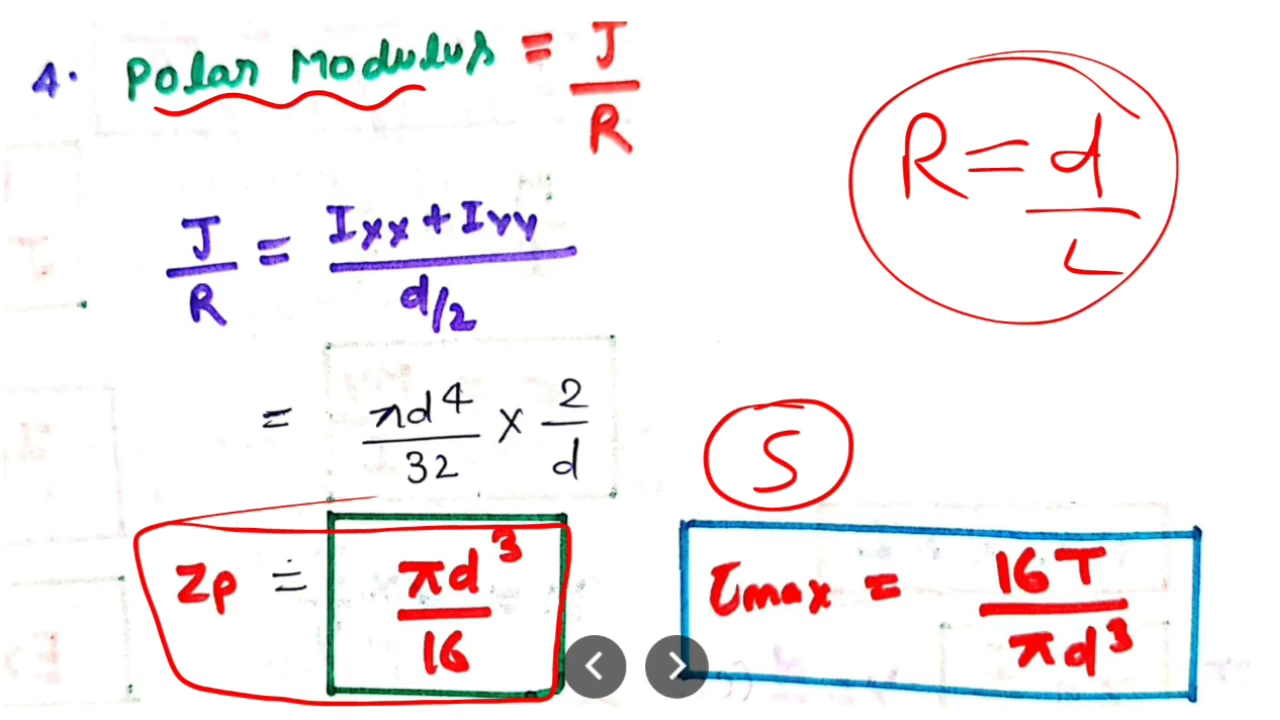 4. Polar Modulus = J/R
R = d/2
J/R = (Ixx + Iyy)/(d/2)
= πd⁴/32 × 2/d
S
Zp = πd³/16
τmax = 16T/πd³